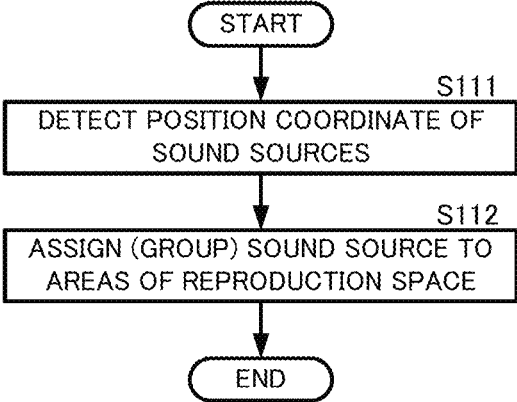 START
S111
DETECT POSITION COORDINATE OF
SOUND SOURCES
S112
ASSIGN (GROUP) SOUND SOURCE TO
AREAS OF REPRODUCTION SPACE
END